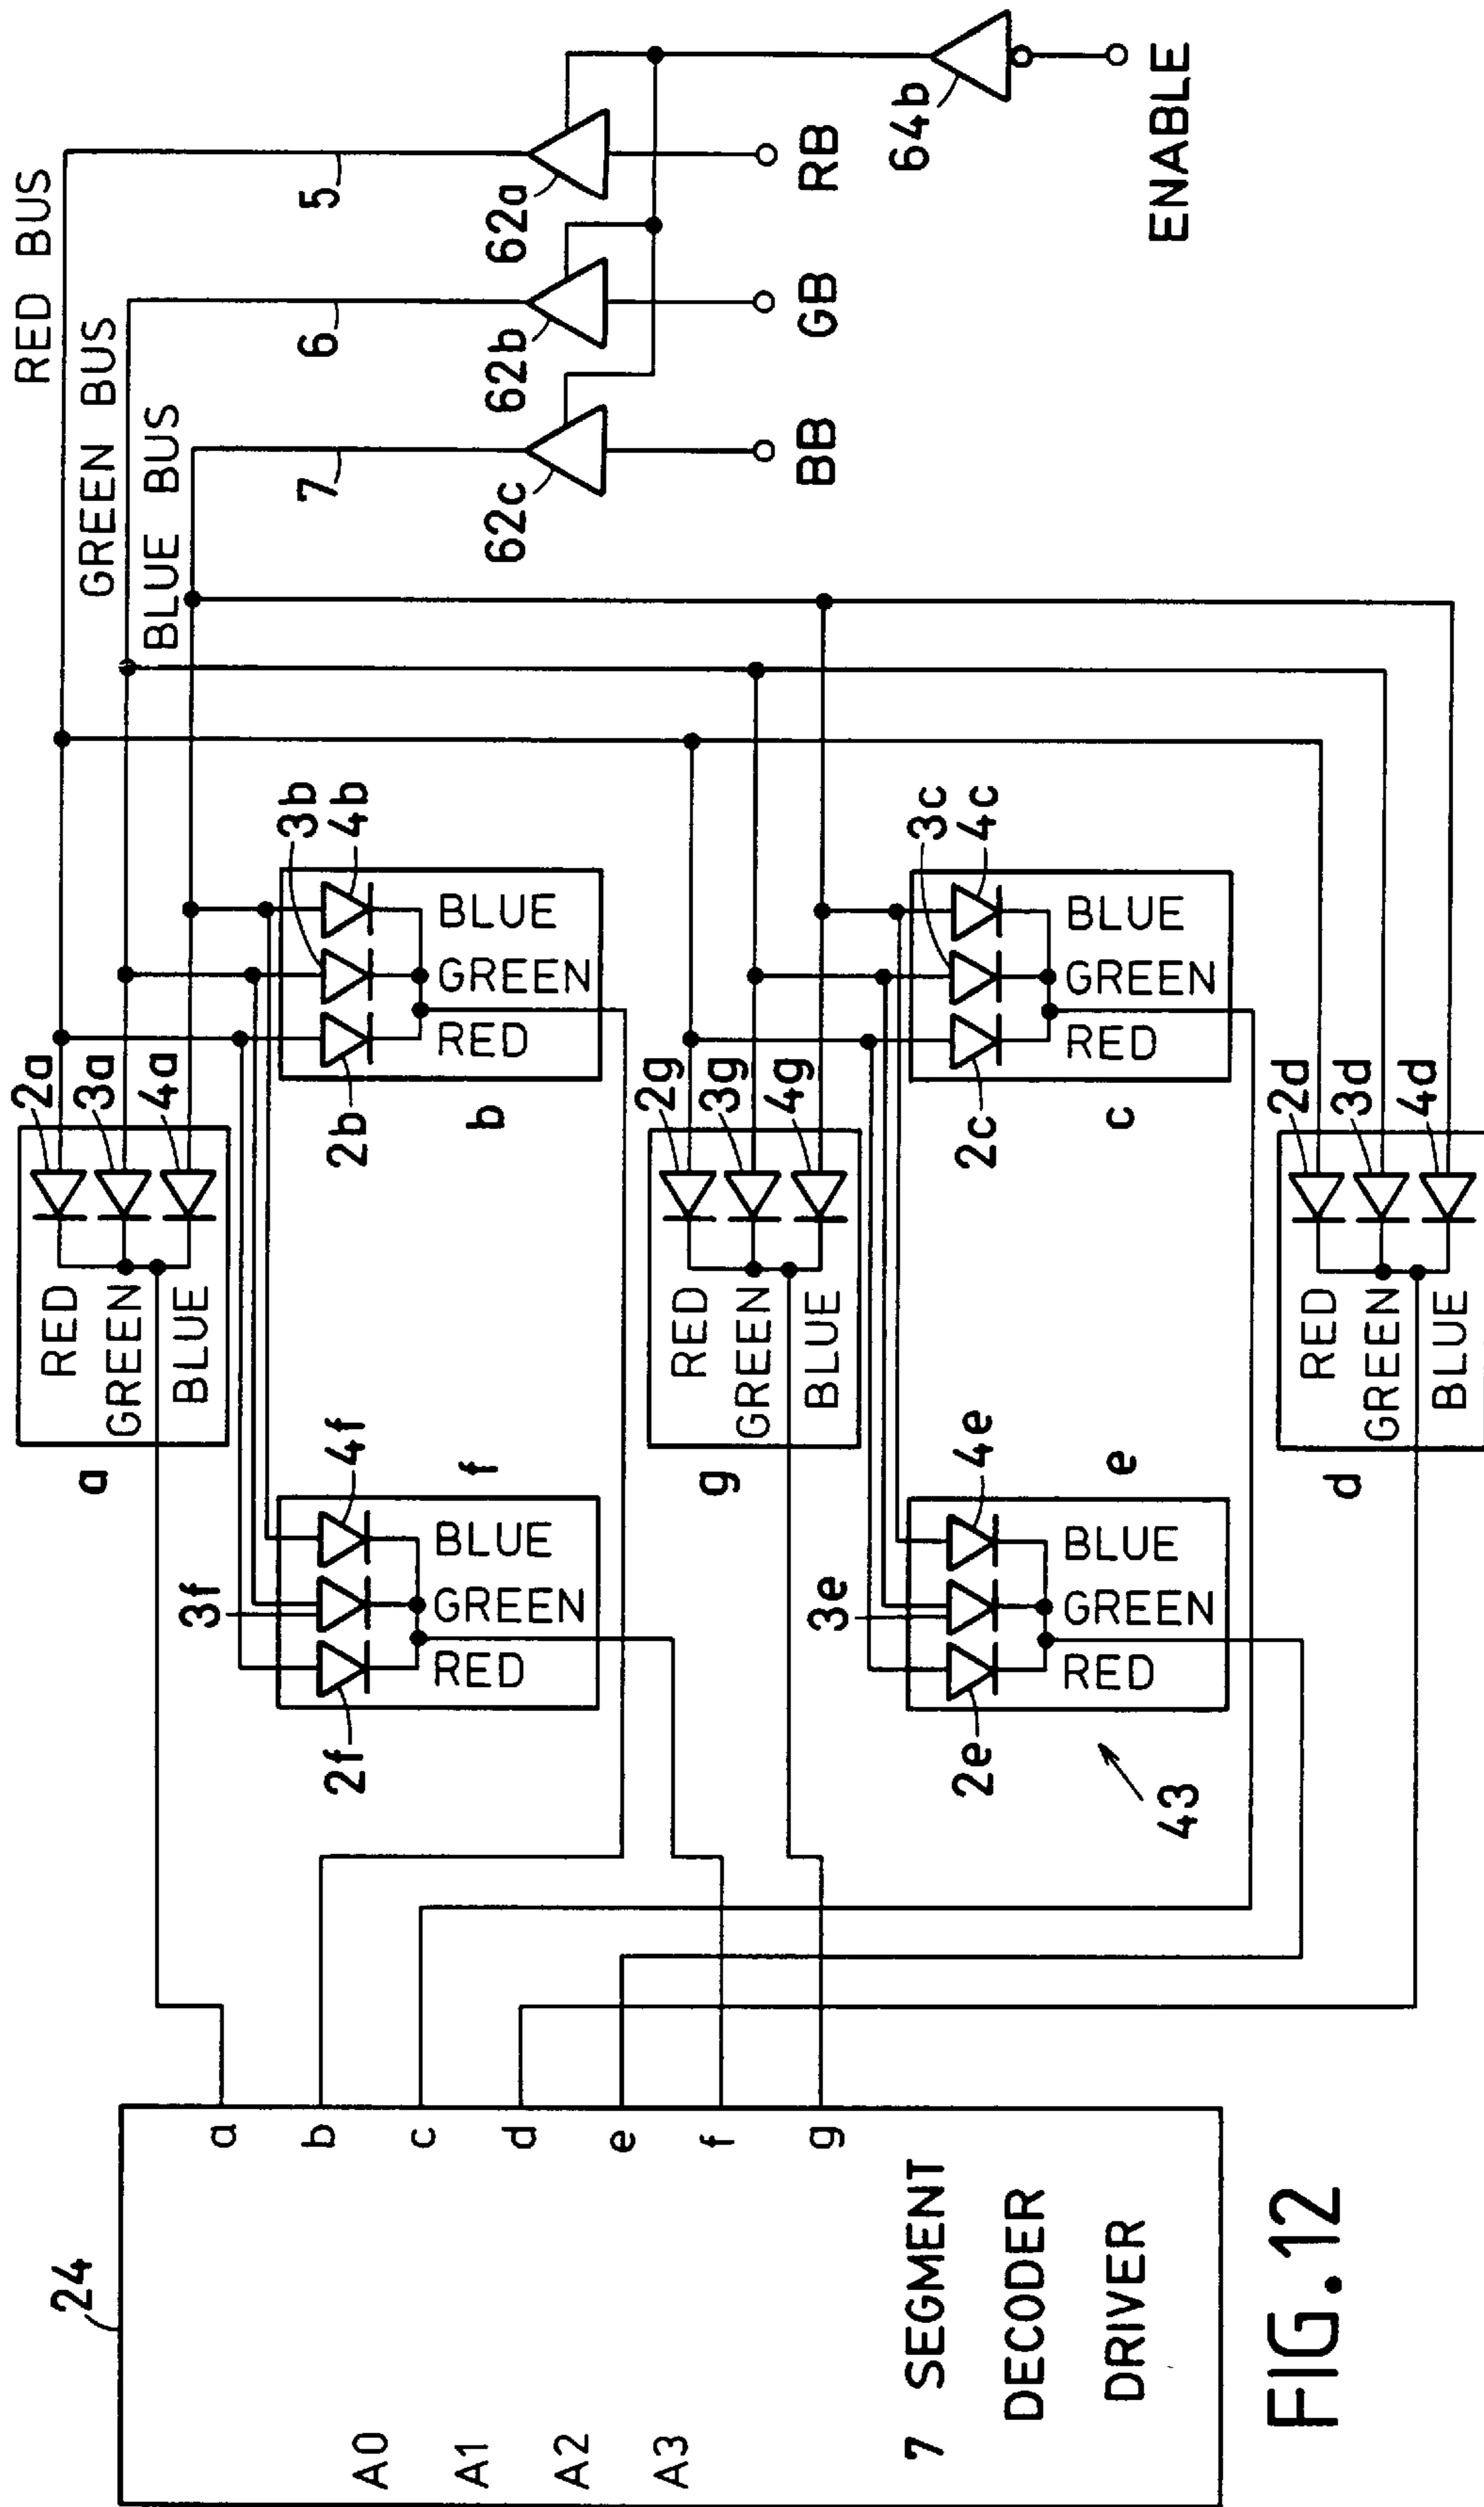 24
A0
A1
A2
A3
7 SEGMENT
DECODER
DRIVER
a
b
c
d
e
f
g
a
RED
GREEN
BLUE
2a
3a
4a
f
3f
4f
2f
RED
GREEN
BLUE
b
3b
4b
2b
RED
GREEN
BLUE
g
RED
GREEN
BLUE
2g
3g
4g
e
3e
4e
2e
RED
GREEN
BLUE
c
3c
4c
2c
RED
GREEN
BLUE
d
RED
GREEN
BLUE
2d
3d
4d
43
RED BUS
GREEN BUS
BLUE BUS
7
6
5
62c
62b
62a
64b
BB
GB
RB
ENABLE
FIG.12